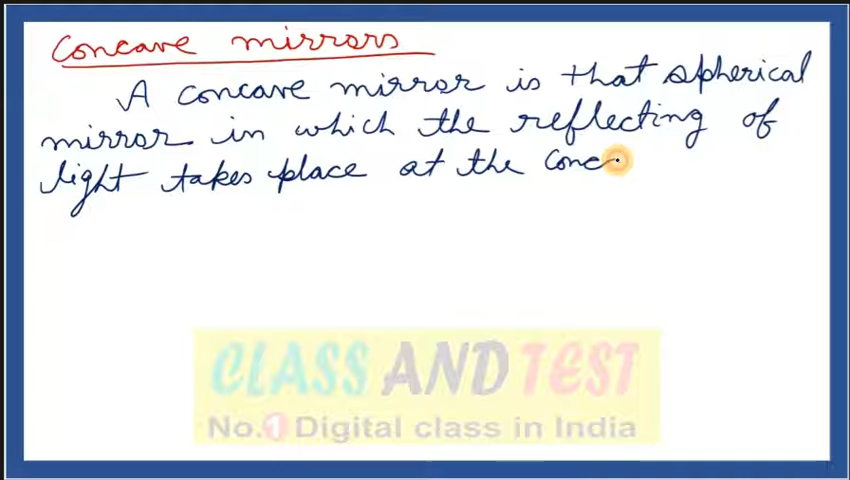 Concave mirrors
A concave mirror is that spherical
mirror in which the reflecting of
light takes place at the conc
CLASS AND TEST
No.1 Digital class in India